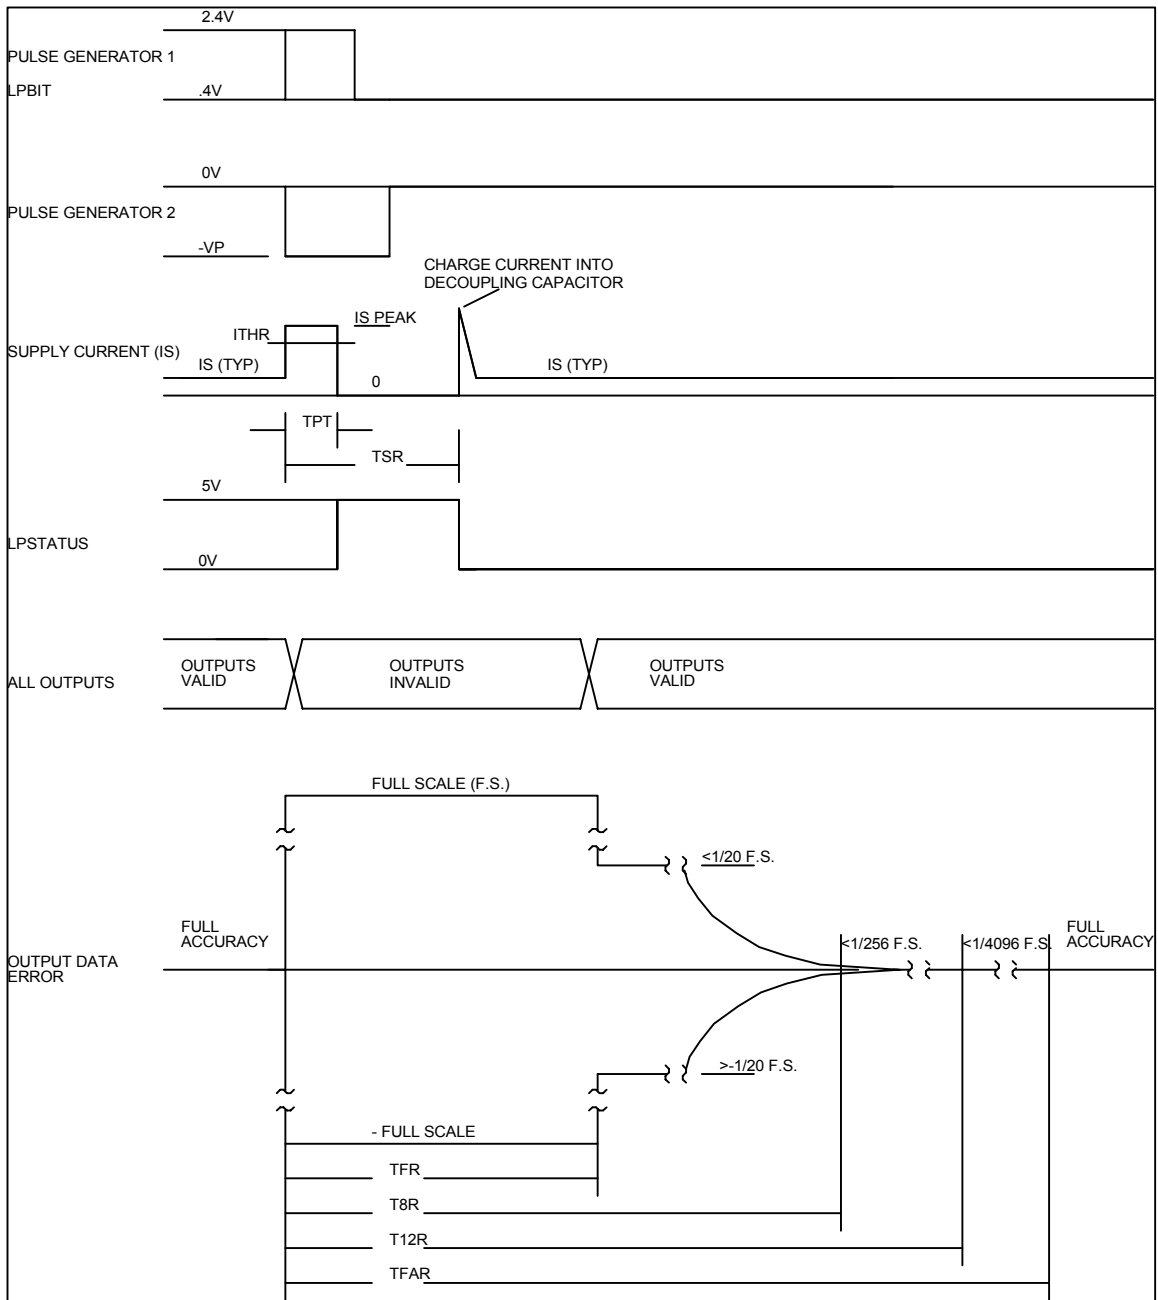 2.4V
PULSE GENERATOR 1
LPBIT
.4V
0V
PULSE GENERATOR 2
-VP
CHARGE CURRENT INTO
DECOUPLING CAPACITOR
IS PEAK
ITHR
SUPPLY CURRENT (IS)
IS (TYP)
IS (TYP)
0
TPT
TSR
5V
LPSTATUS
0V
ALL OUTPUTS
OUTPUTS
VALID
OUTPUTS
INVALID
OUTPUTS
VALID
FULL SCALE (F.S.)
<1/20 F.S.
FULL
ACCURACY
<1/256 F.S.
<1/4096 F.S.
FULL
ACCURACY
OUTPUT DATA
ERROR
>-1/20 F.S.
- FULL SCALE
TFR
T8R
T12R
TFAR